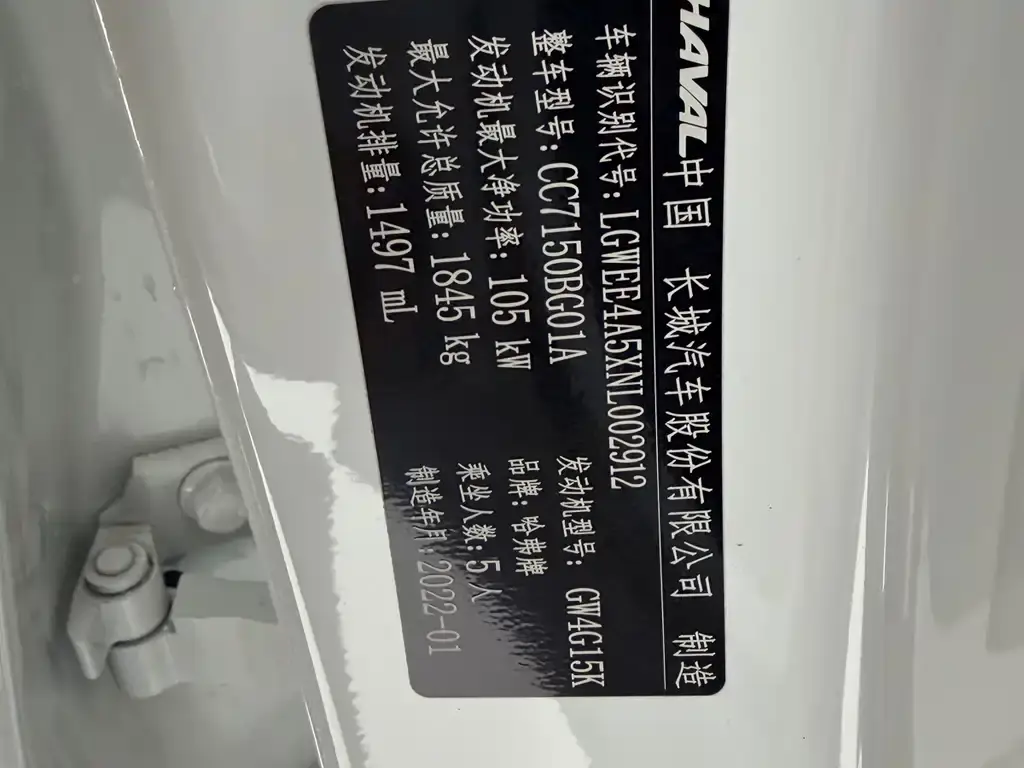 HAVAL中国 长城汽车股份有限公司 制造
车辆识别代号:LGWEE4A5XNL002912
整车型号:CC7150BG01A 发动机型号: GW4G15K
发动机最大净功率:105 kW 品牌:哈弗牌
最大允许总质量:1845 kg 乘坐人数:5人
发动机排量:1497 mL 制造年月:2022-01